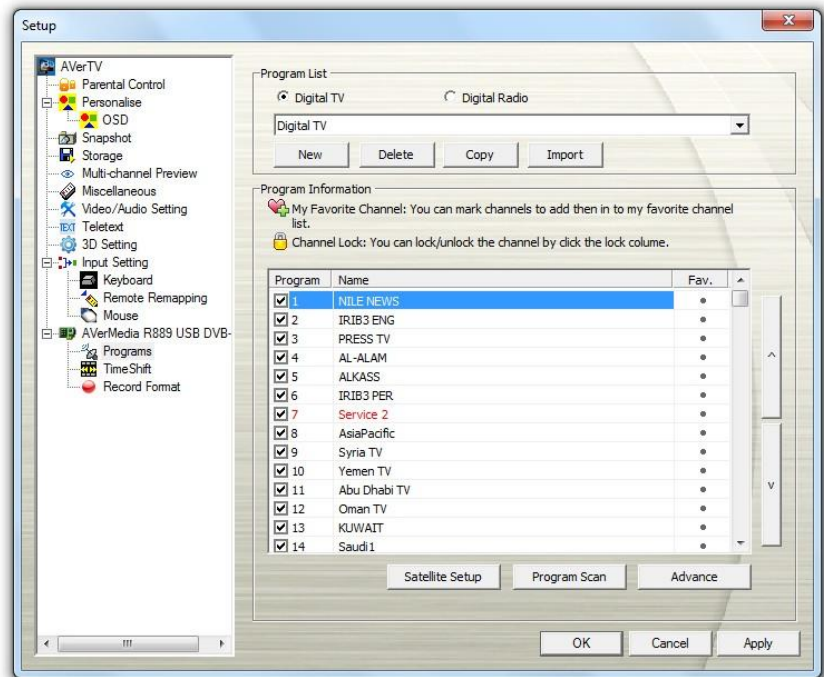 Setup
AVerTV
Parental Control
Personalise
OSD
Snapshot
Storage
Multi-channel Preview
Miscellaneous
Video/Audio Setting
TEXT Teletext
3D Setting
Input Setting
Keyboard
Remote Remapping
Mouse
AVerMedia R889 USB DVB-
Programs
TimeShift
Record Format
Program List
Digital TV Digital Radio
Digital TV
New Delete Copy Import
Program Information
My Favorite Channel: You can mark channels to add then in to my favorite channel
list.
Channel Lock: You can lock/unlock the channel by click the lock colume.
Program Name Fav.
1 NILE NEWS
2 IRIB3 ENG
3 PRESS TV
4 AL-ALAM
5 ALKASS
6 IRIB3 PER
7 Service 2
8 AsiaPacific
9 Syria TV
10 Yemen TV
11 Abu Dhabi TV
12 Oman TV
13 KUWAIT
14 Saudi1
Satellite Setup Program Scan Advance
OK Cancel Apply